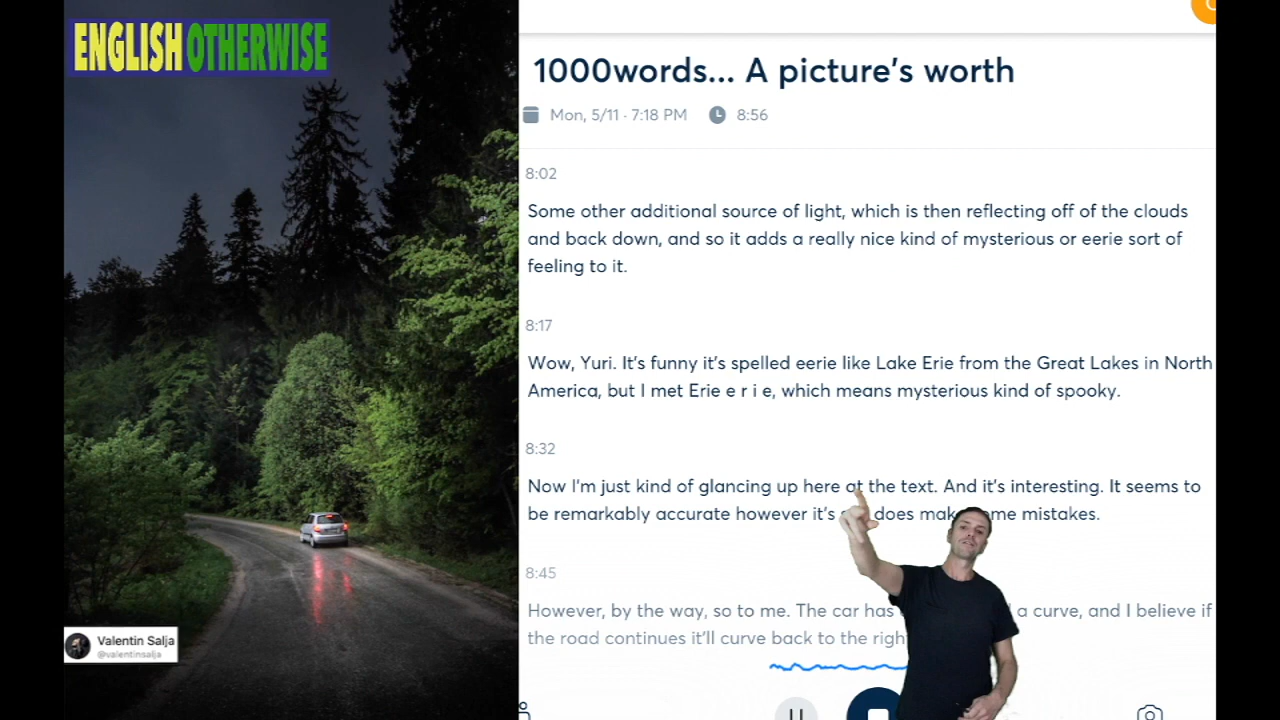 ENGLISH OTHERWISE
1000words... A picture's worth
Mon, 5/11 · 7:18 PM 8:56
8:02
Some other additional source of light, which is then reflecting off of the clouds
and back down, and so it adds a really nice kind of mysterious or eerie sort of
feeling to it.
8:17
Wow, Yuri. It's funny it's spelled eerie like Lake Erie from the Great Lakes in North
America, but I met Erie e r i e, which means mysterious kind of spooky.
8:32
Now I'm just kind of glancing up here at the text. And it's interesting. It seems to
be remarkably accurate however it's does make some mistakes.
8:45
However, by the way, so to me. The car has a curve, and I believe if
the road continues it'll curve back to the right
Valentin Salja
@valentinsalja